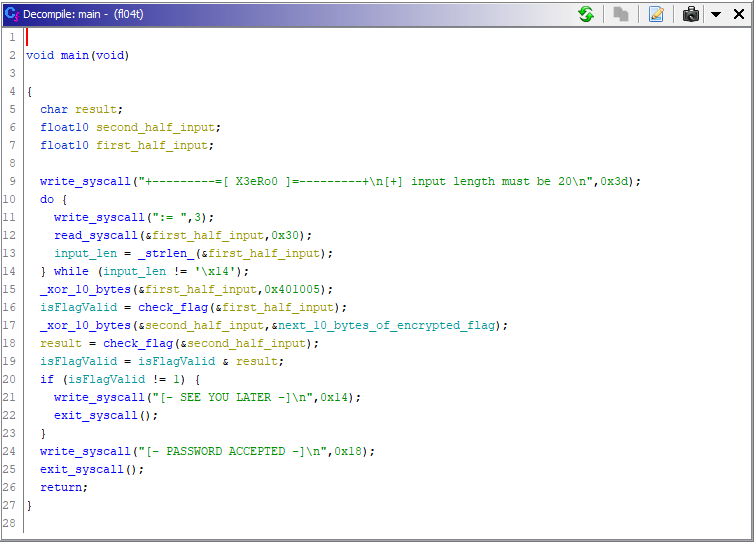 Decompile: main - (fl04t)
1
2 void main(void)
3
4 {
5 char result;
6 float10 second_half_input;
7 float10 first_half_input;
8
9 write_syscall("+---------=[ X3eRo0 ]=---------+\n[+] input length must be 20\n",0x3d);
10 do {
11 write_syscall(":= ",3);
12 read_syscall(&first_half_input,0x30);
13 input_len = _strlen_(&first_half_input);
14 } while (input_len != '\x14');
15 _xor_10_bytes(&first_half_input,0x401005);
16 isFlagValid = check_flag(&first_half_input);
17 _xor_10_bytes(&second_half_input,&next_10_bytes_of_encrypted_flag);
18 result = check_flag(&second_half_input);
19 isFlagValid = isFlagValid & result;
20 if (isFlagValid != 1) {
21 write_syscall("[- SEE YOU LATER -]\n",0x14);
22 exit_syscall();
23 }
24 write_syscall("[- PASSWORD ACCEPTED -]\n",0x18);
25 exit_syscall();
26 return;
27 }
28